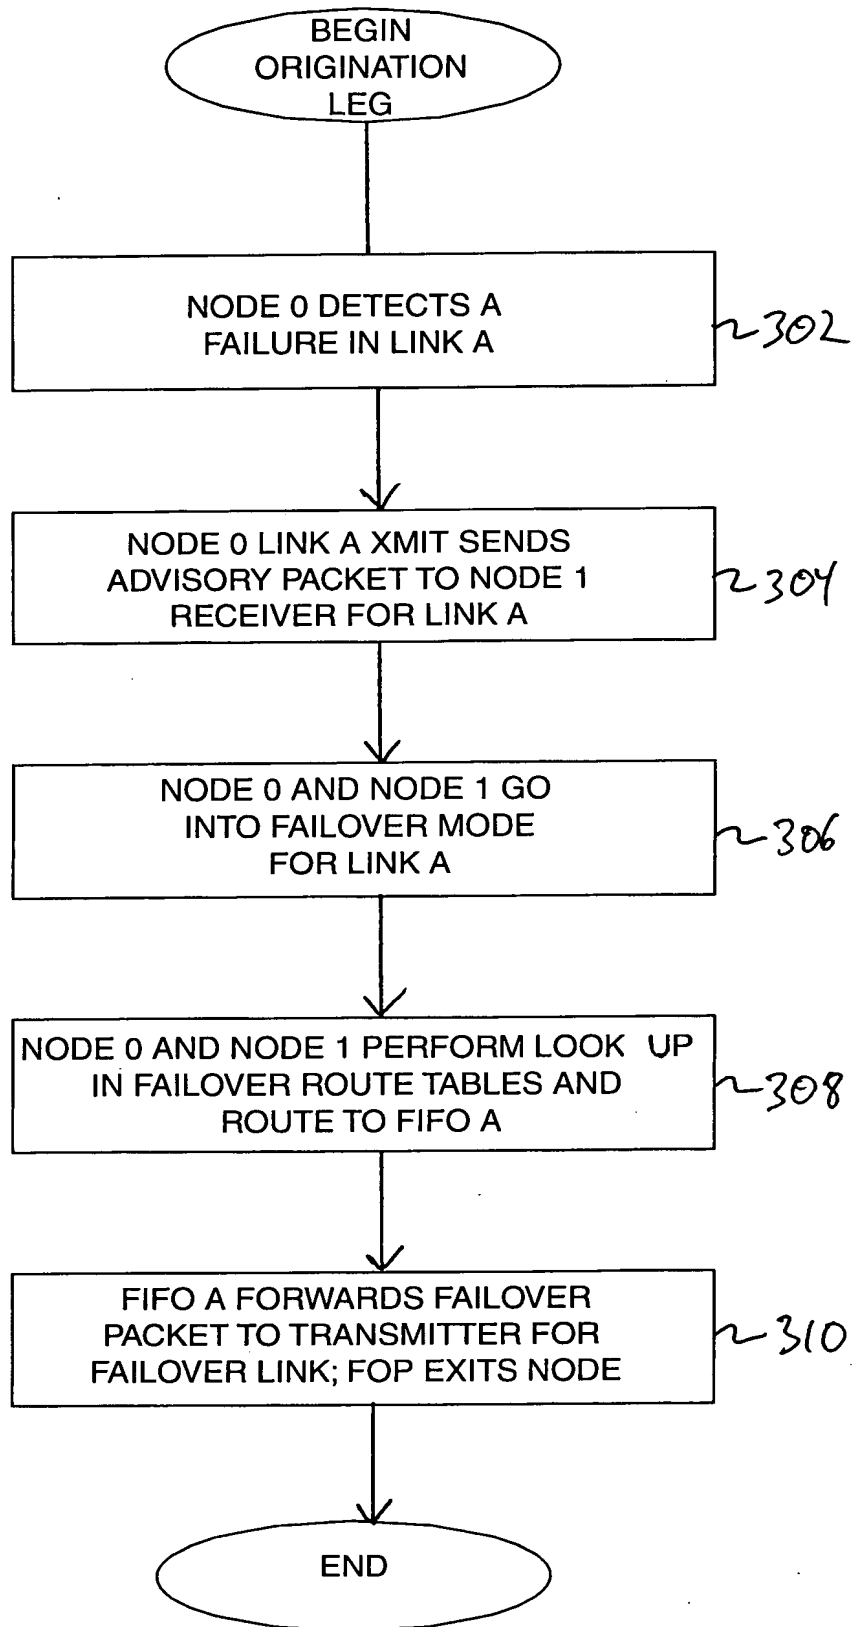 BEGIN
ORIGINATION
LEG
NODE 0 DETECTS A
FAILURE IN LINK A
302
NODE 0 LINK A XMIT SENDS
ADVISORY PACKET TO NODE 1
RECEIVER FOR LINK A
304
NODE 0 AND NODE 1 GO
INTO FAILOVER MODE
FOR LINK A
306
NODE 0 AND NODE 1 PERFORM LOOK UP
IN FAILOVER ROUTE TABLES AND
ROUTE TO FIFO A
308
FIFO A FORWARDS FAILOVER
PACKET TO TRANSMITTER FOR
FAILOVER LINK; FOP EXITS NODE
310
END